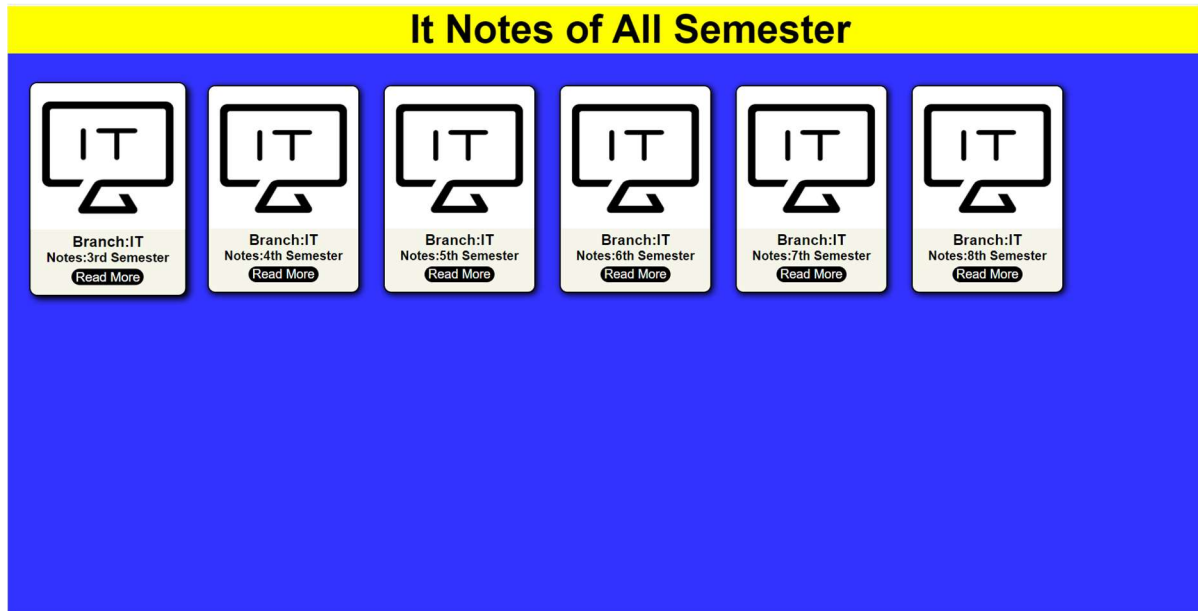 It Notes of All Semester
IT
Branch:IT
Notes:3rd Semester
Read More
IT
Branch:IT
Notes:4th Semester
Read More
IT
Branch:IT
Notes:5th Semester
Read More
IT
Branch:IT
Notes:6th Semester
Read More
IT
Branch:IT
Notes:7th Semester
Read More
IT
Branch:IT
Notes:8th Semester
Read More